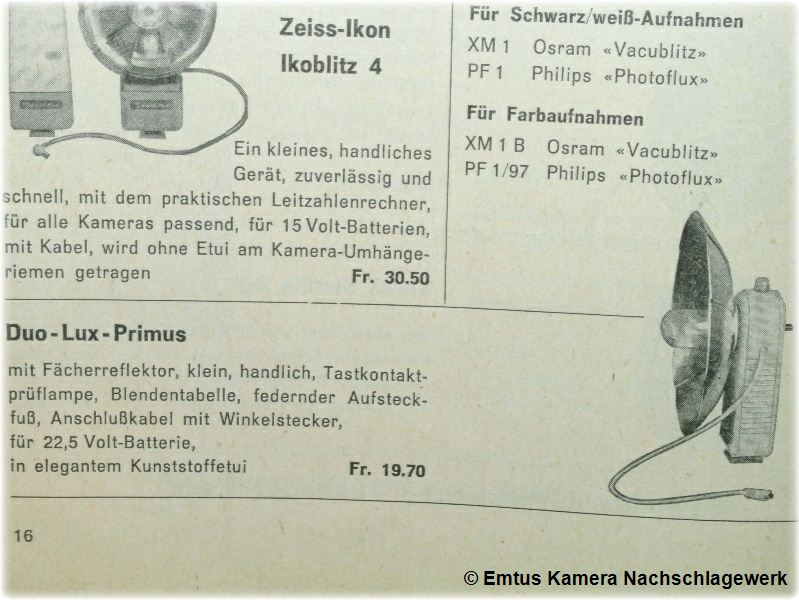 Zeiss-Ikon
Ikoblitz 4
Ein kleines, handliches
Gerät, zuverlässig und
schnell, mit dem praktischen Leitzahlenrechner,
für alle Kameras passend, für 15 Volt-Batterien,
mit Kabel, wird ohne Etui am Kamera-Umhänge-
riemen getragen Fr. 30.50
Für Schwarz/weiß-Aufnahmen
XM 1 Osram «Vacublitz»
PF 1 Philips «Photoflux»
Für Farbaufnahmen
XM 1 B Osram «Vacublitz»
PF 1/97 Philips «Photoflux»
Duo-Lux-Primus
mit Fächerreflektor, klein, handlich, Tastkontakt-
prüflampe, Blendentabelle, federnder Aufsteck-
fuß, Anschlußkabel mit Winkelstecker,
für 22,5 Volt-Batterie,
in elegantem Kunststoffetui Fr. 19.70
16
© Emtus Kamera Nachschlagewerk